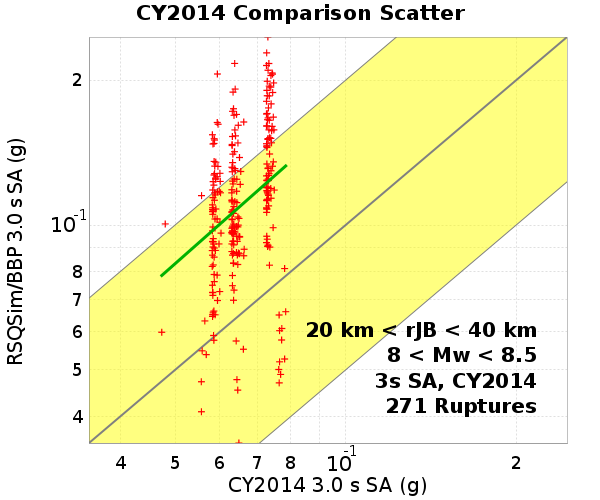 CY2014 Comparison Scatter
RSQSim/BBP 3.0 s SA (g)
2
10-1
8
7
6
5
4
20 km < rJB < 40 km
8 < Mw < 8.5
3s SA, CY2014
271 Ruptures
4 5 6 7 8 10-1 2
CY2014 3.0 s SA (g)